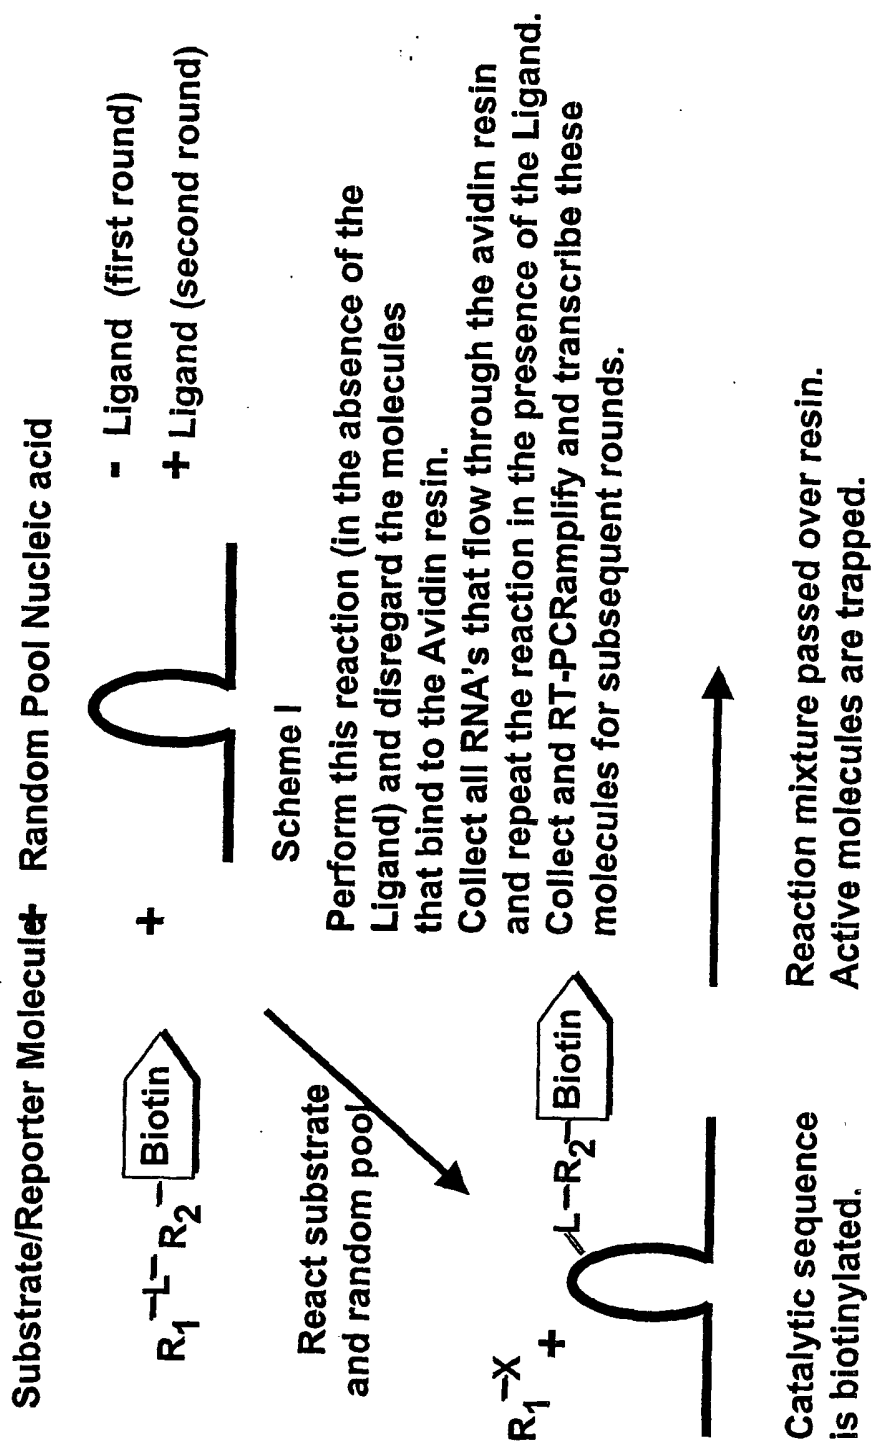 Substrate/Reporter Molecule+ Random Pool Nucleic acid
R1-L-R2-Biotin
+
- Ligand (first round)
+ Ligand (second round)
Scheme I
React substrate
and random pool
Perform this reaction (in the absence of the
Ligand) and disregard the molecules
that bind to the Avidin resin.
Collect all RNA's that flow through the avidin resin
and repeat the reaction in the presence of the Ligand.
Collect and RT-PCRamplify and transcribe these
molecules for subsequent rounds.
R1-X
+
L-R2-Biotin
Catalytic sequence
is biotinylated.
Reaction mixture passed over resin.
Active molecules are trapped.